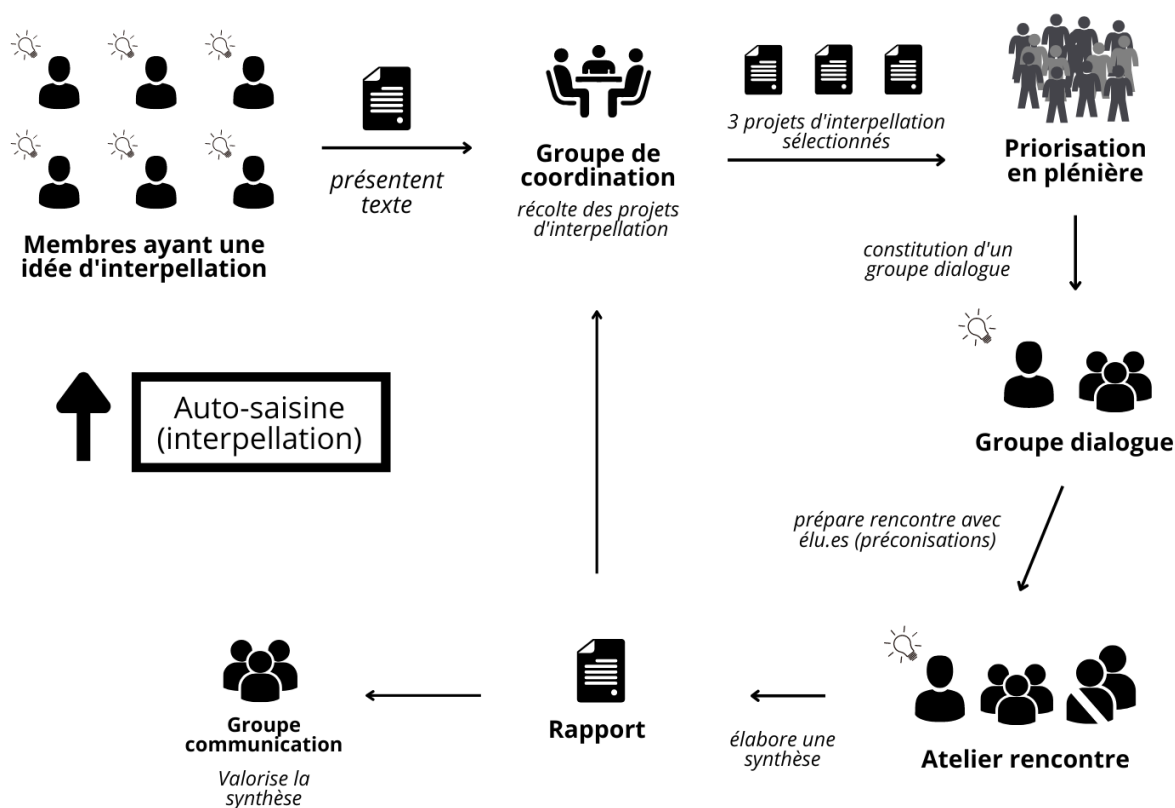 Membres ayant une
idée d'interpellation
présentent
texte
Groupe de
coordination
récolte des projets
d'interpellation
3 projets d'interpellation
sélectionnés
Priorisation
en plénière
constitution d'un
groupe dialogue
Groupe dialogue
Auto-saisine
(interpellation)
prépare rencontre avec
élu.es (préconisations)
Atelier rencontre
élabore une
synthèse
Rapport
Groupe
communication
Valorise la
synthèse